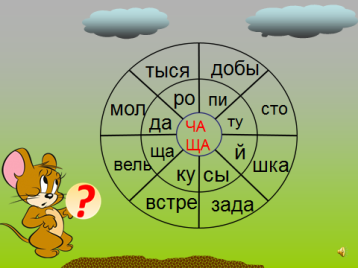 тыся
добы
мол
ро
пи
сто
да
ЧА
ту
ща
ЩА
й
вель
ку
сы
шка
встре
зада
?